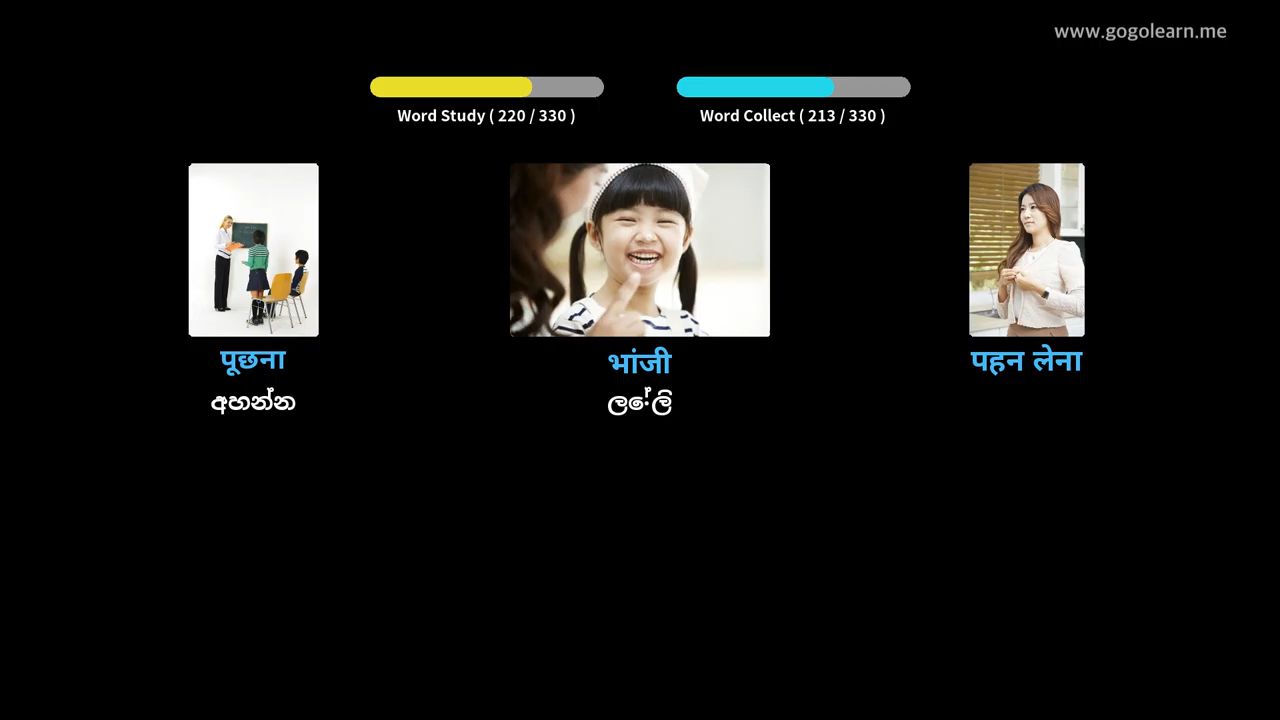 www.gogolearn.me
Word Study ( 220 / 330 )
Word Collect ( 213 / 330 )
पूछना
भांजी
पहन लेना
අහන්න
ලේලි